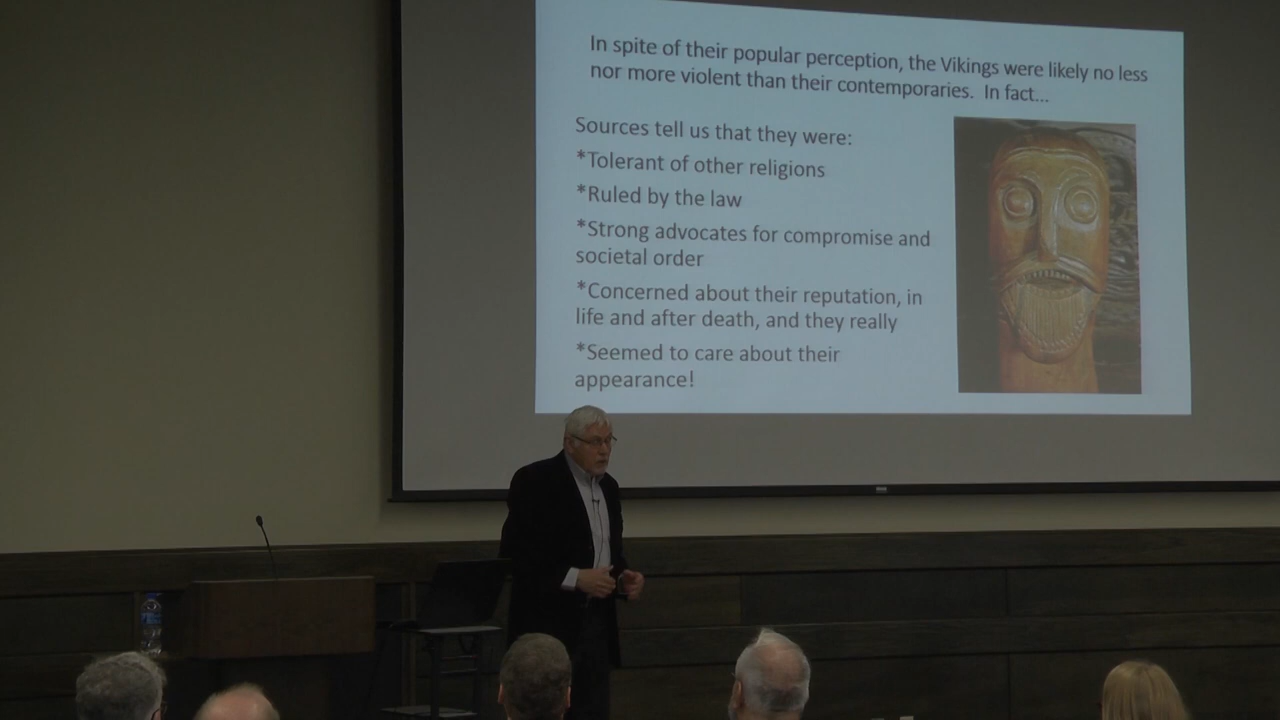 In spite of their popular perception, the Vikings were likely no less
nor more violent than their contemporaries. In fact...
Sources tell us that they were:
*Tolerant of other religions
*Ruled by the law
*Strong advocates for compromise and
societal order
*Concerned about their reputation, in
life and after death, and they really
*Seemed to care about their
appearance!